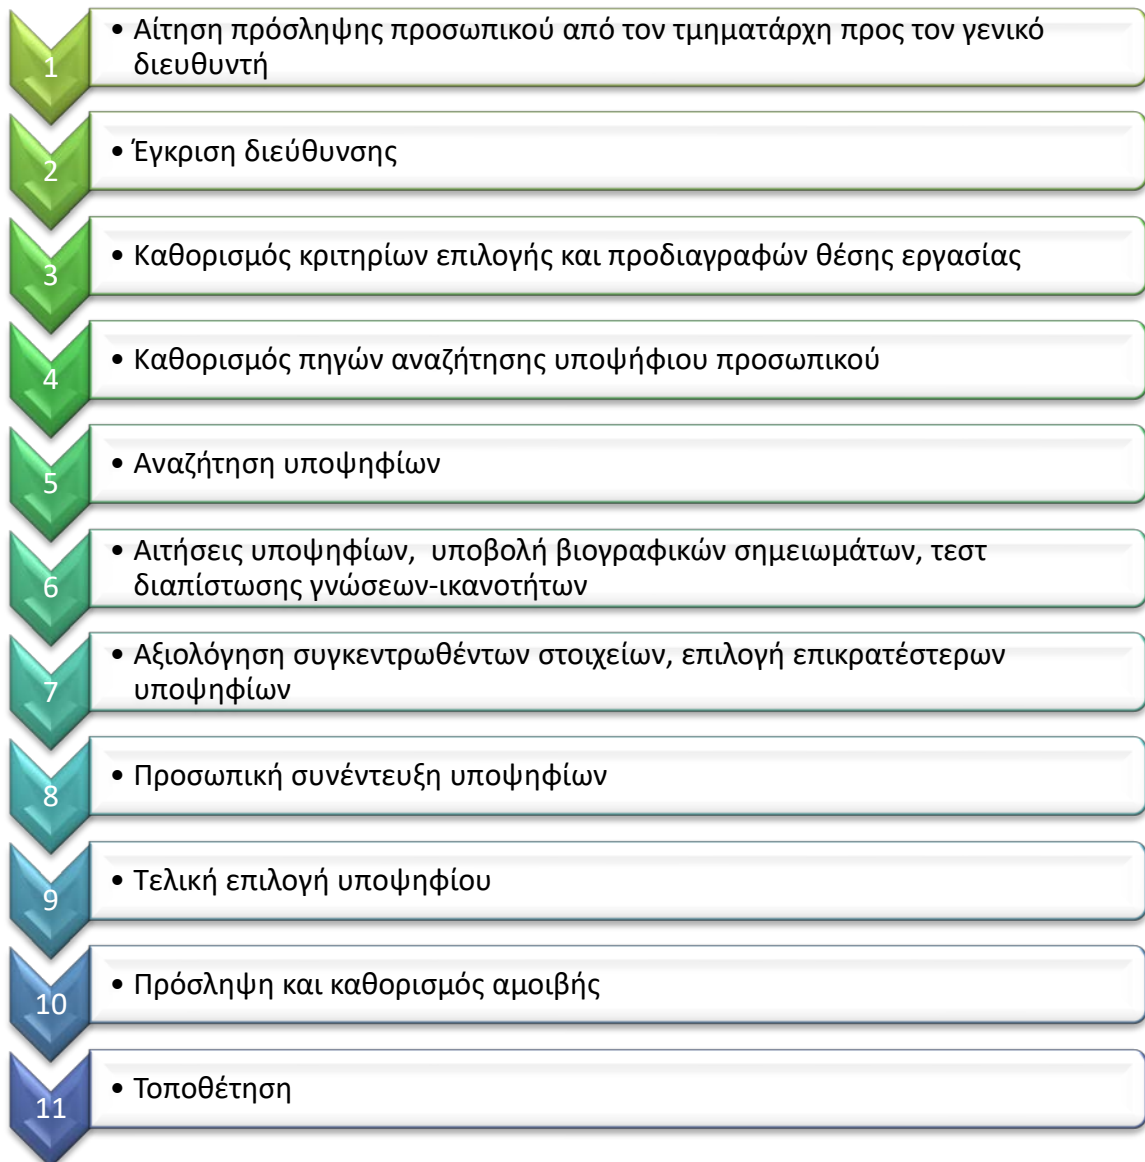 1
• Αίτηση πρόσληψης προσωπικού από τον τμηματάρχη προς τον γενικό
διευθυντή
2
• Έγκριση διεύθυνσης
3
• Καθορισμός κριτηρίων επιλογής και προδιαγραφών θέσης εργασίας
4
• Καθορισμός πηγών αναζήτησης υποψήφιου προσωπικού
5
• Αναζήτηση υποψηφίων
6
• Αιτήσεις υποψηφίων,  υποβολή βιογραφικών σημειωμάτων, τεστ
διαπίστωσης γνώσεων-ικανοτήτων
7
• Αξιολόγηση συγκεντρωθέντων στοιχείων, επιλογή επικρατέστερων
υποψηφίων
8
• Προσωπική συνέντευξη υποψηφίων
9
• Τελική επιλογή υποψηφίου
10
• Πρόσληψη και καθορισμός αμοιβής
11
• Τοποθέτηση